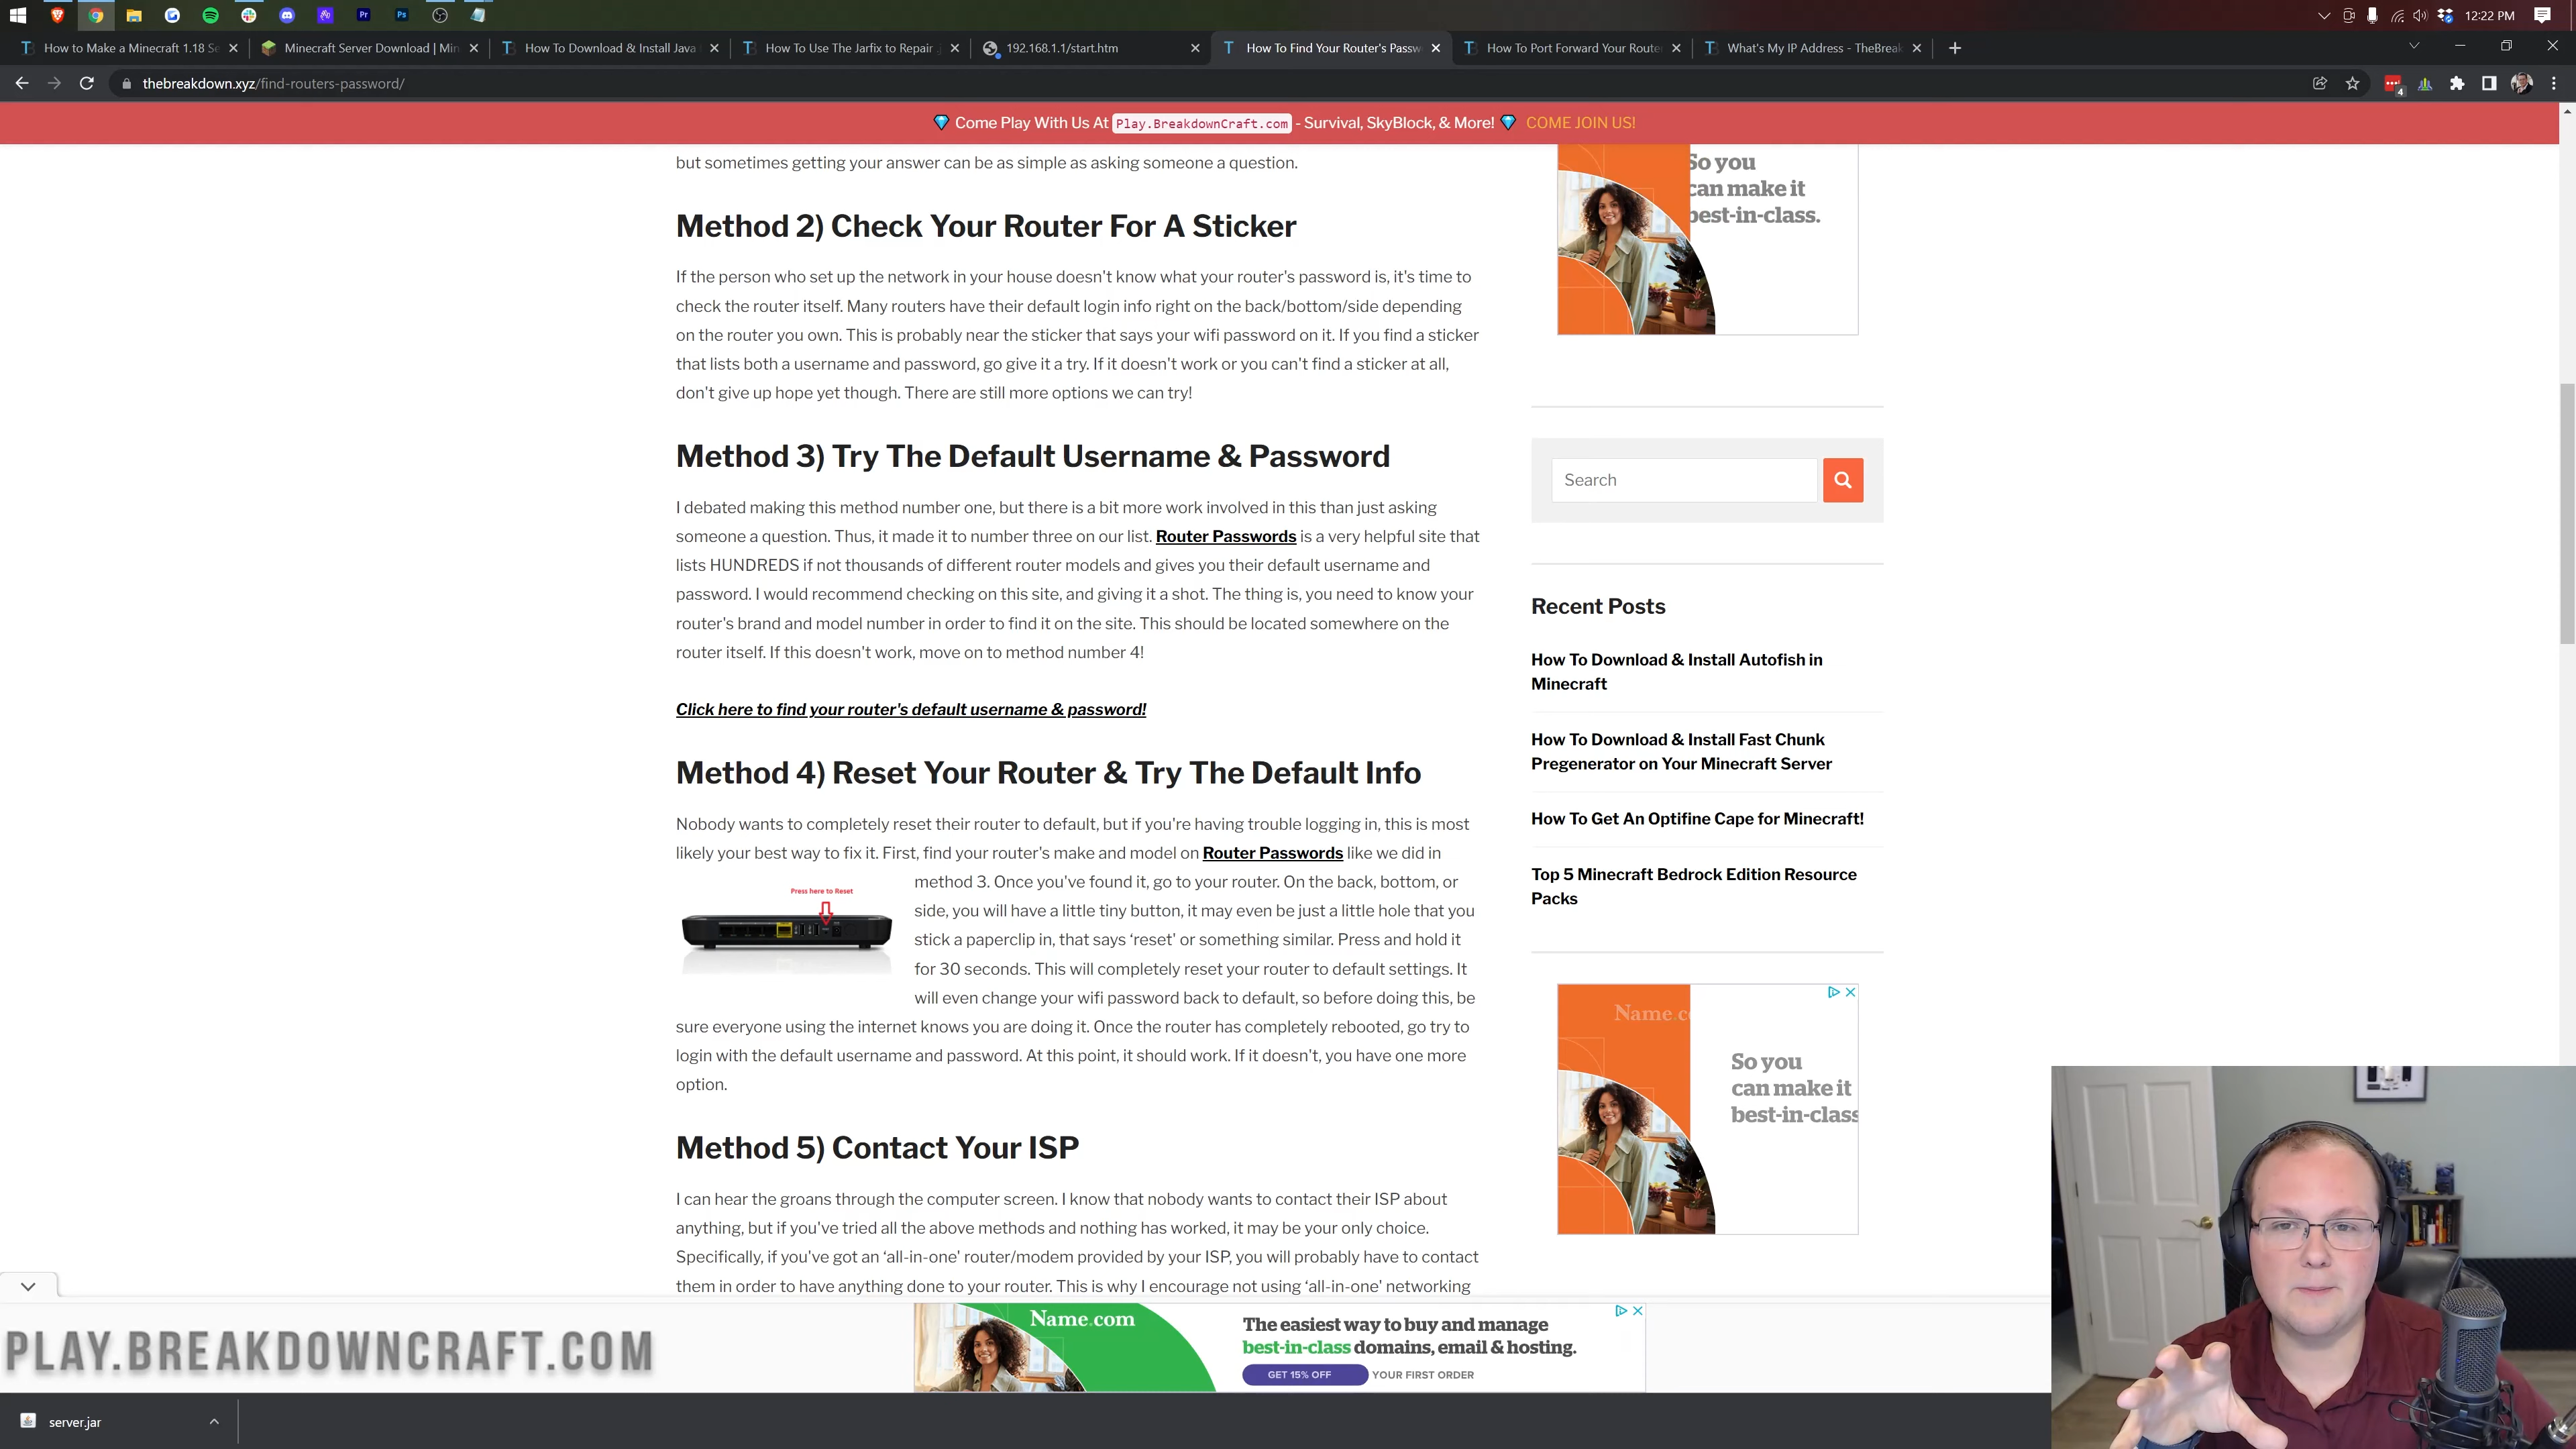 12:22 PM
How to Make a Minecraft 1.18 Se
Minecraft Server Download | Min
How To Download & Install Java
How To Use The Jarfix to Repair .j
192.168.1.1/start.htm
How To Find Your Router's Passw
How To Port Forward Your Router
What's My IP Address - TheBreak
thebreakdown.xyz/find-routers-password/
4
Come Play With Us At Play.BreakdownCraft.com - Survival, SkyBlock, & More! COME JOIN US!
but sometimes getting your answer can be as simple as asking someone a question.
Method 2) Check Your Router For A Sticker
If the person who set up the network in your house doesn't know what your router's password is, it's time to
check the router itself. Many routers have their default login info right on the back/bottom/side depending
on the router you own. This is probably near the sticker that says your wifi password on it. If you find a sticker
that lists both a username and password, go give it a try. If it doesn't work or you can't find a sticker at all,
don't give up hope yet though. There are still more options we can try!
Method 3) Try The Default Username & Password
I debated making this method number one, but there is a bit more work involved in this than just asking
someone a question. Thus, it made it to number three on our list. Router Passwords is a very helpful site that
lists HUNDREDS if not thousands of different router models and gives you their default username and
password. I would recommend checking on this site, and giving it a shot. The thing is, you need to know your
router's brand and model number in order to find it on the site. This should be located somewhere on the
router itself. If this doesn't work, move on to method number 4!
Click here to find your router's default username & password!
Method 4) Reset Your Router & Try The Default Info
Nobody wants to completely reset their router to default, but if you're having trouble logging in, this is most
likely your best way to fix it. First, find your router's make and model on Router Passwords like we did in
Press here to Reset
method 3. Once you've found it, go to your router. On the back, bottom, or
side, you will have a little tiny button, it may even be just a little hole that you
stick a paperclip in, that says ‘reset' or something similar. Press and hold it
for 30 seconds. This will completely reset your router to default settings. It
will even change your wifi password back to default, so before doing this, be
sure everyone using the internet knows you are doing it. Once the router has completely rebooted, go try to
login with the default username and password. At this point, it should work. If it doesn't, you have one more
option.
Method 5) Contact Your ISP
I can hear the groans through the computer screen. I know that nobody wants to contact their ISP about
anything, but if you've tried all the above methods and nothing has worked, it may be your only choice.
Specifically, if you've got an ‘all-in-one' router/modem provided by your ISP, you will probably have to contact
them in order to have anything done to your router. This is why I encourage not using ‘all-in-one' networking
So you
can make it
best-in-class.
Search
Recent Posts
How To Download & Install Autofish in
Minecraft
How To Download & Install Fast Chunk
Pregenerator on Your Minecraft Server
How To Get An Optifine Cape for Minecraft!
Top 5 Minecraft Bedrock Edition Resource
Packs
Name.c
So you
can make it
best-in-class
PLAY.BREAKDOWNCRAFT.COM
Name.com
The easiest way to buy and manage
best-in-class domains, email & hosting.
GET 15% OFF YOUR FIRST ORDER
server.jar